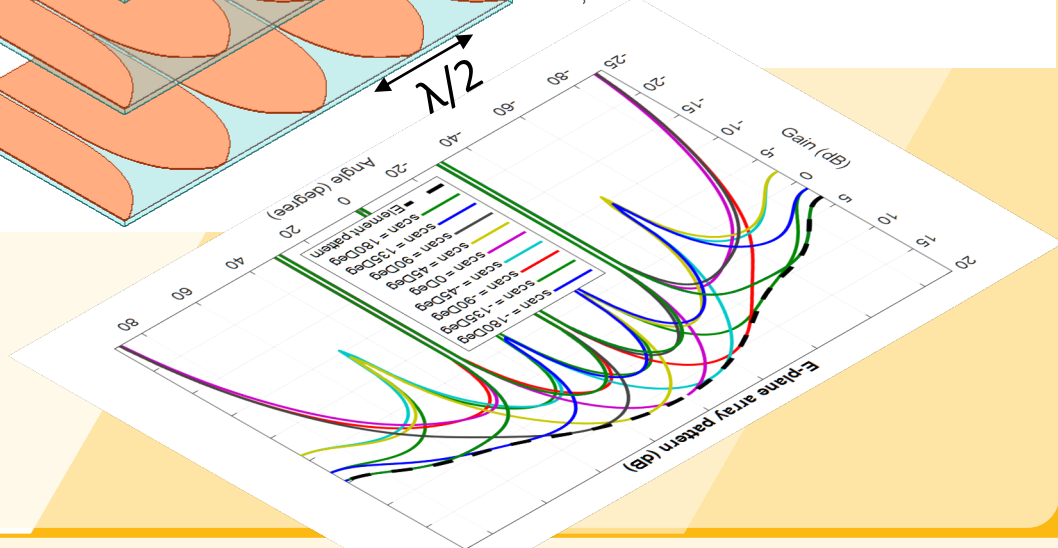 λ/2
E-plane array pattern (dB)
Gain (dB)
-25
-20
-15
-10
-5
0
5
10
15
20
Angle (degree)
-80
-60
-40
-20
0
20
40
60
80
scan = -180Deg
scan = -135Deg
scan = -90Deg
scan = -45Deg
scan = 0Deg
scan = 45Deg
scan = 90Deg
scan = 135Deg
scan = 180Deg
Element pattern